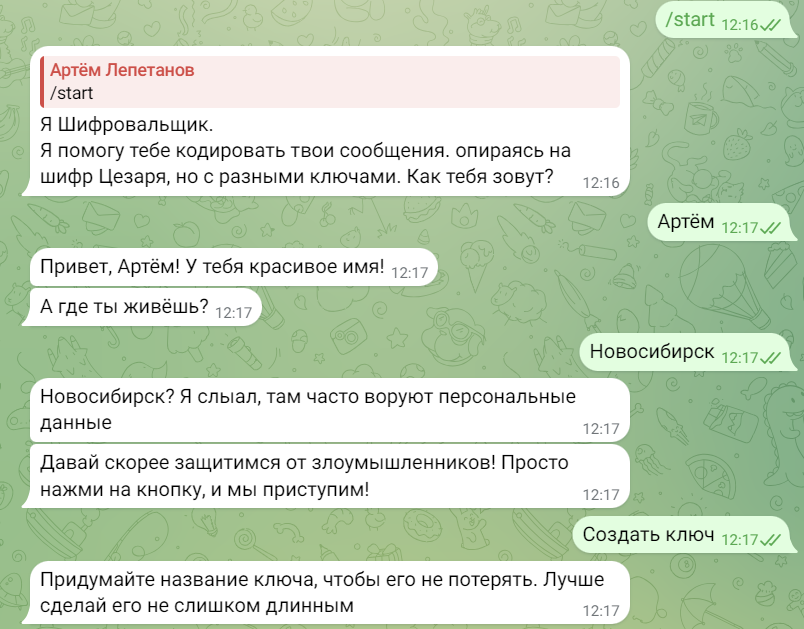 /start 12:16
Артём Лепетанов
/start
Я Шифровальщик.
Я помогу тебе кодировать твои сообщения. опираясь на
шифр Цезаря, но с разными ключами. Как тебя зовут? 12:16
Артём 12:17
Привет, Артём! У тебя красивое имя! 12:17
А где ты живёшь? 12:17
Новосибирск 12:17
Новосибирск? Я слыал, там часто воруют персональные
данные 12:17
Давай скорее защитимся от злоумышленников! Просто
нажми на кнопку, и мы приступим! 12:17
Создать ключ 12:17
Придумайте название ключа, чтобы его не потерять. Лучше
сделай его не слишком длинным 12:17